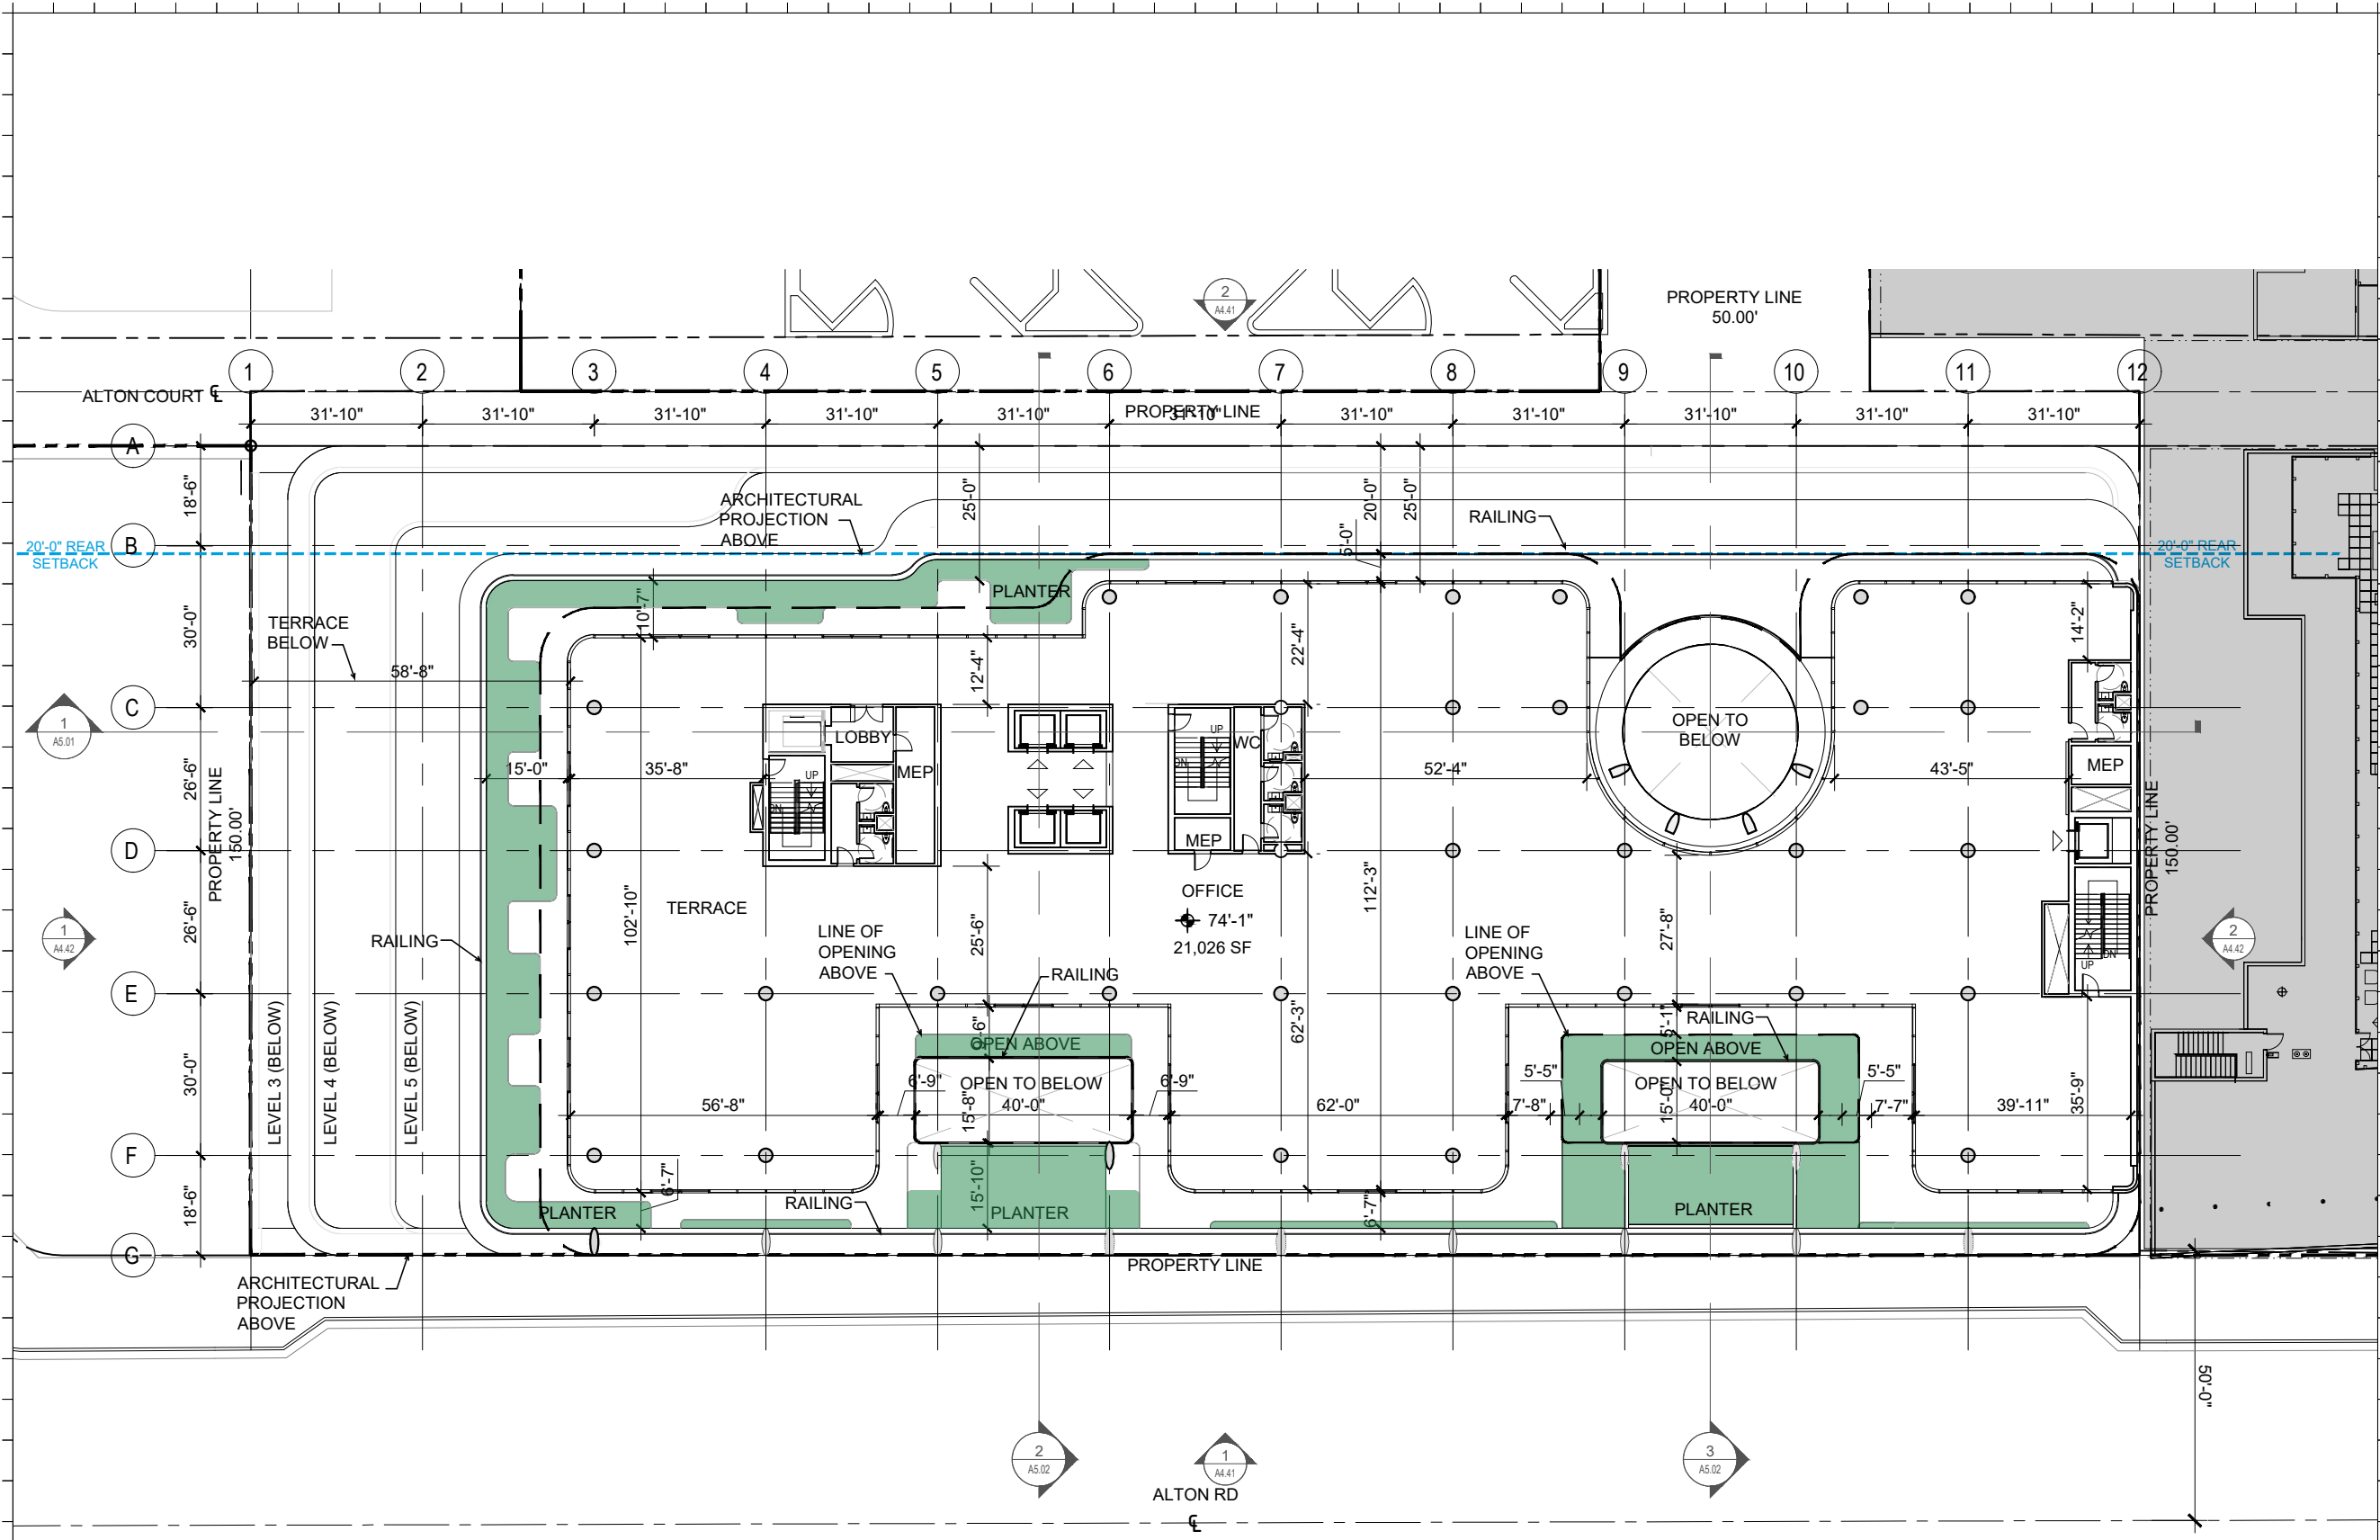 2
A4.41
PROPERTY LINE
50.00'
1
2
3
4
5
6
7
8
9
10
11
12
ALTON COURT ℄
31'-10"
31'-10"
31'-10"
31'-10"
31'-10"
PROPERTY LINE
31'-10"
31'-10"
31'-10"
31'-10"
31'-10"
31'-10"
A
18'-6"
ARCHITECTURAL
PROJECTION
ABOVE
25'-0"
20'-0"
25'-0"
5'-0"
RAILING
B
20'-0" REAR
SETBACK
20'-0" REAR
SETBACK
10'-7"
PLANTER
TERRACE
BELOW
30'-0"
58'-8"
12'-4"
22'-4"
14'-2"
C
1
A5.01
LOBBY
UP
WC
OPEN TO
BELOW
26'-6"
15'-0"
35'-8"
UP
MEP
DN
52'-4"
43'-5"
MEP
DN
PROPERTY LINE
150.00'
MEP
PROPERTY LINE
150.00'
D
OFFICE
74'-1"
21,026 SF
112'-3"
TERRACE
102'-10"
26'-6"
1
A4.42
RAILING
LINE OF
OPENING
ABOVE
25'-6"
RAILING
LINE OF
OPENING
ABOVE
27'-8"
2
A4.42
DN
UP
E
62'-3"
LEVEL 3 (BELOW)
LEVEL 4 (BELOW)
LEVEL 5 (BELOW)
30'-0"
OPEN ABOVE
5'-1"
RAILING
OPEN ABOVE
6'-9"
OPEN TO BELOW
6'-9"
5'-5"
OPEN TO BELOW
5'-5"
56'-8"
15'-8"
40'-0"
62'-0"
7'-8"
15'-0"
40'-0"
7'-7"
39'-11"
35'-9"
F
18'-6"
6'-7"
PLANTER
RAILING
15'-10"
PLANTER
6'-7"
PLANTER
G
PROPERTY LINE
ARCHITECTURAL
PROJECTION
ABOVE
50'-0"
2
A5.02
1
A4.41
3
A5.02
ALTON RD
℄